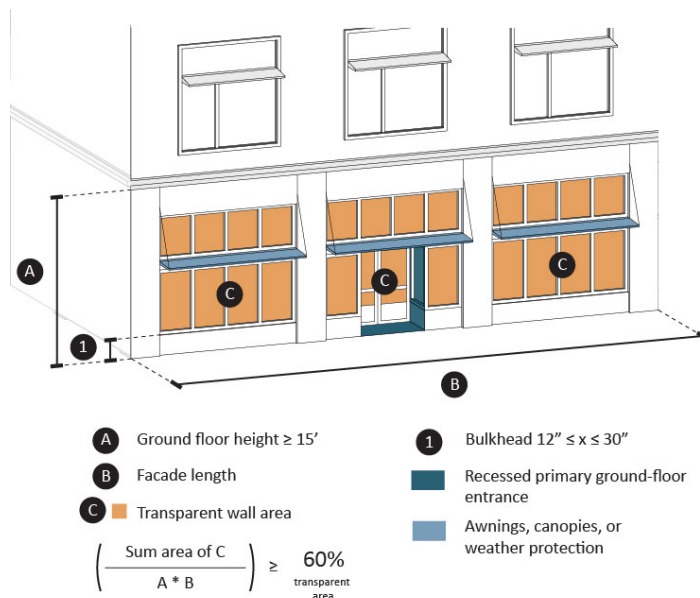 A
C
C
C
1
B
A Ground floor height ≥ 15’
B Facade length
C Transparent wall area
1 Bulkhead 12” ≤ x ≤ 30”
Recessed primary ground-floor
entrance
Awnings, canopies, or
weather protection
( Sum area of C
A * B ) ≥ 60%
transparent
area